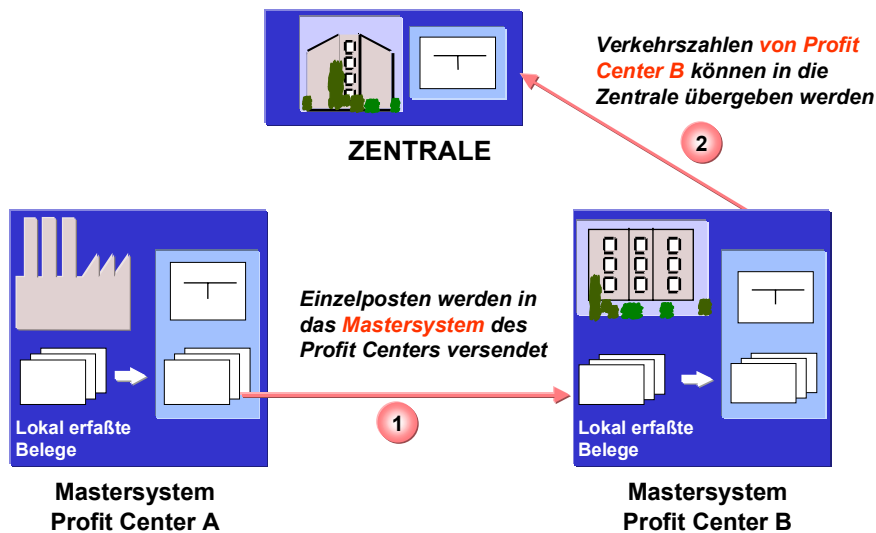 Verkehrszahlen von Profit
Center B können in die
Zentrale übergeben werden
2
ZENTRALE
Einzelposten werden in
das Mastersystem des
Profit Centers versendet
1
Lokal erfaßte
Belege
Lokal erfaßte
Belege
Mastersystem
Profit Center A
Mastersystem
Profit Center B